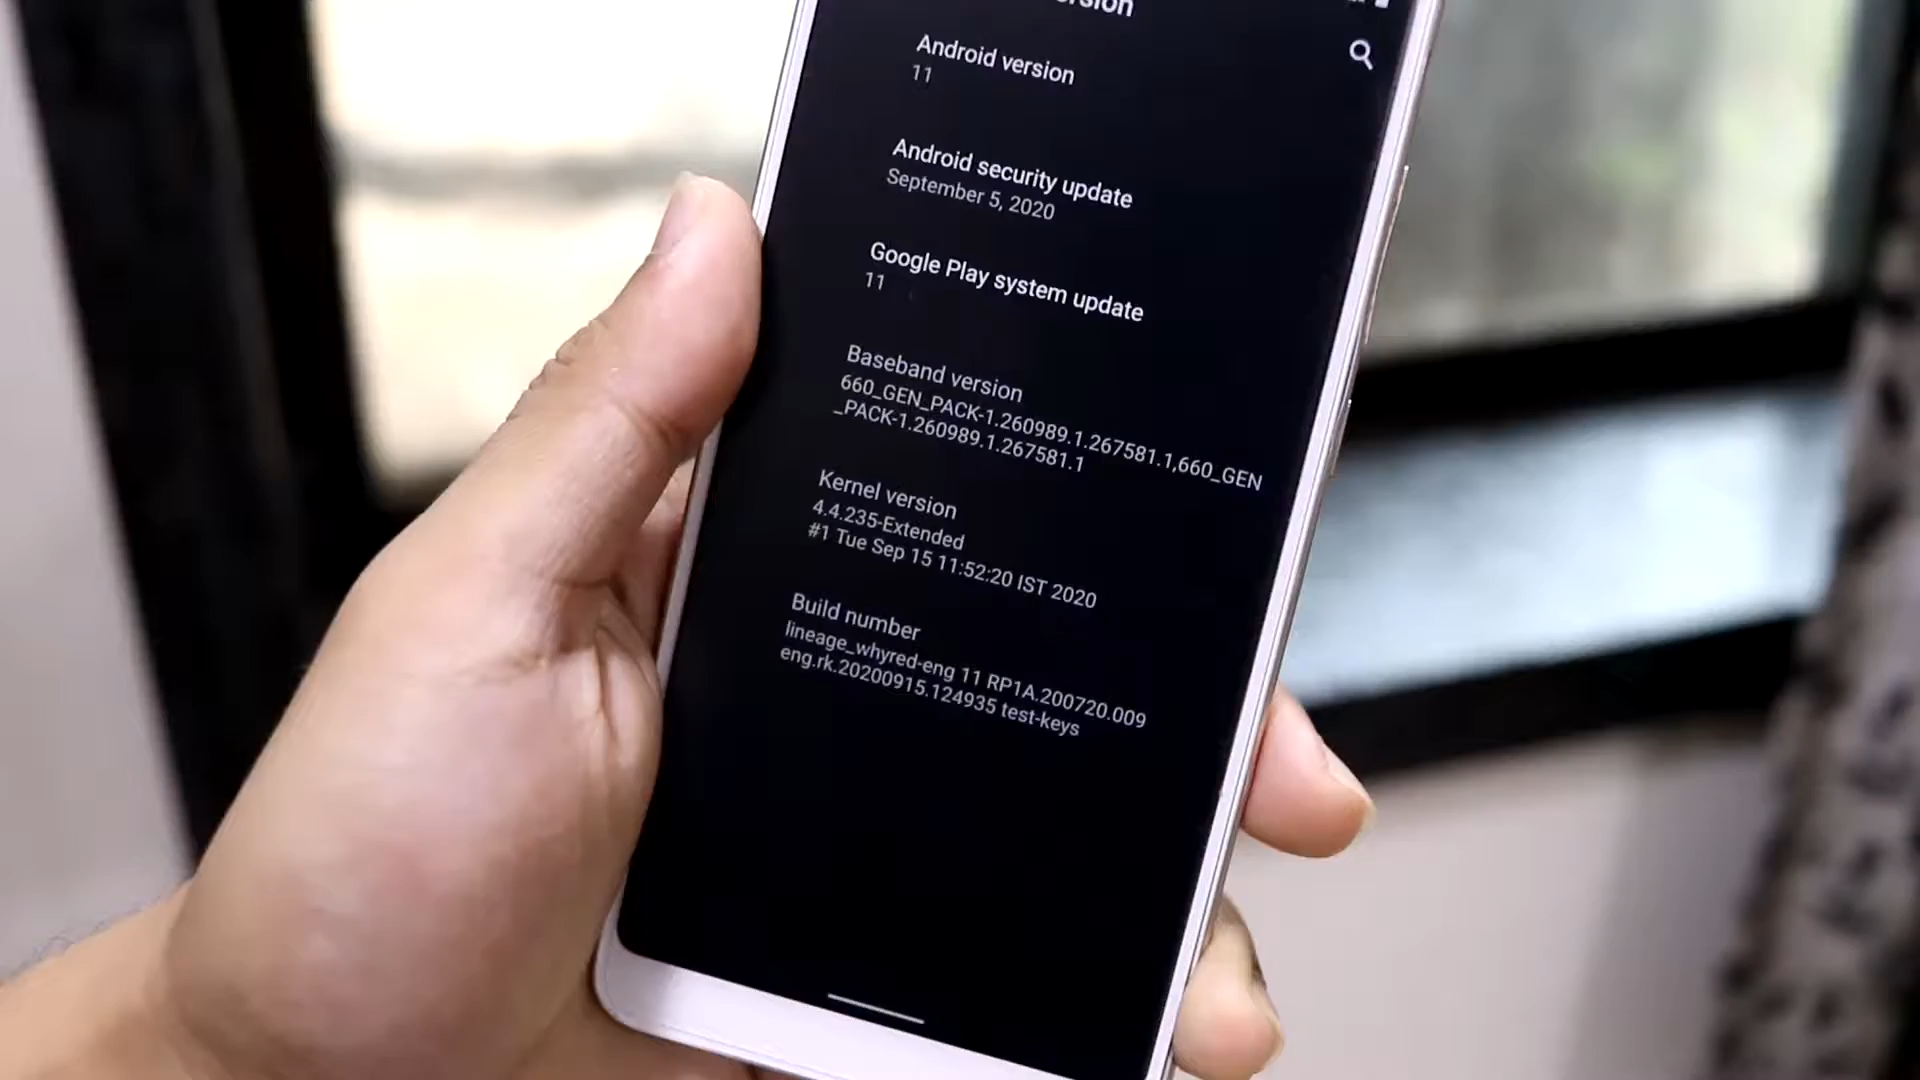 Android version
11
Android security update
September 5, 2020
Google Play system update
11
Baseband version
660_GEN_PACK-1.260989.1.267581.1,660_GEN
_PACK-1.260989.1.267581.1
Kernel version
4.4.235-Extended
#1 Tue Sep 15 11:52:20 IST 2020
Build number
lineage_whyred-eng 11 RP1A.200720.009
eng.rk.20200915.124935 test-keys